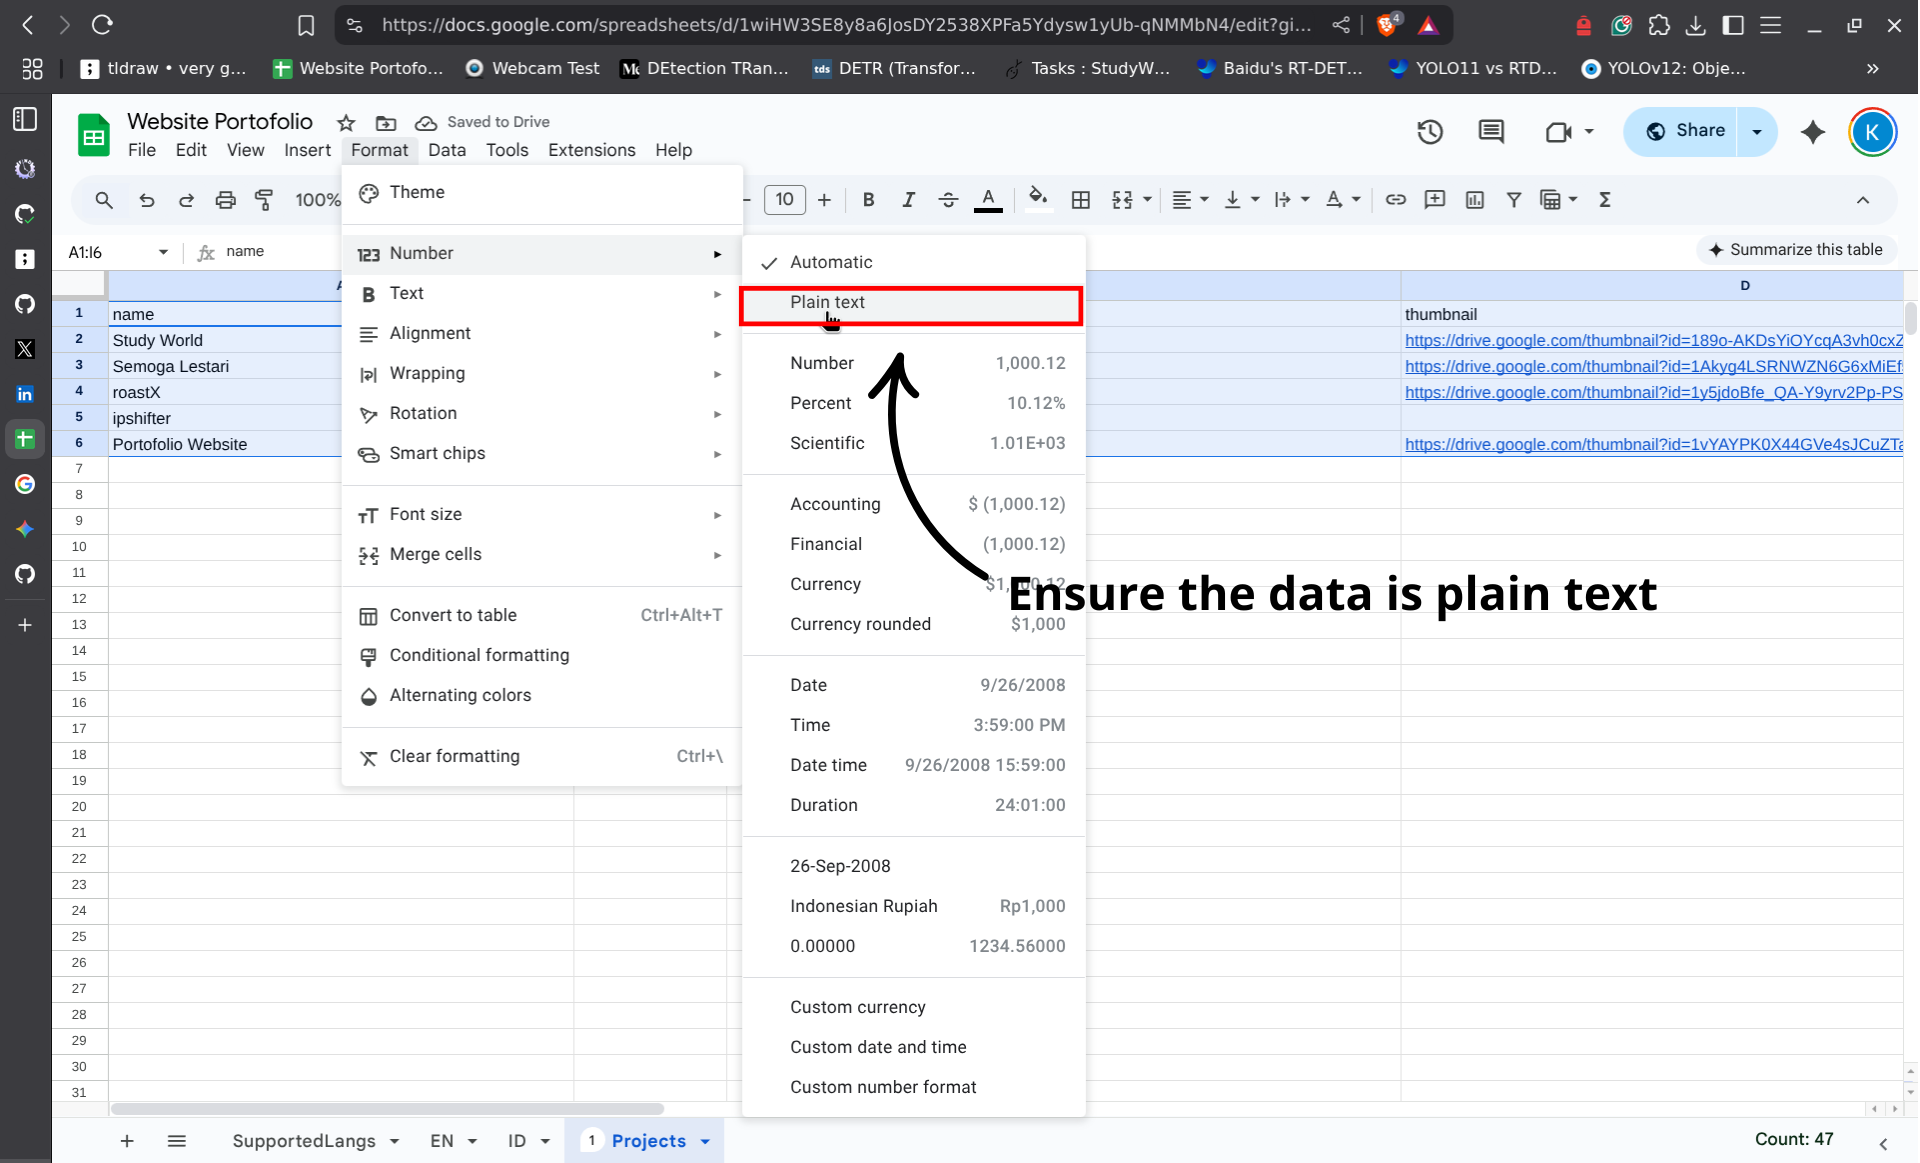 https://docs.google.com/spreadsheets/d/1wiHW3SE8y8a6JosDY2538XPFa5Ydysw1yUb-qNMMbN4/edit?gi...
4
tldraw • very g...
Website Portofo...
Webcam Test
DEtection TRan...
tds DETR (Transfor...
Tasks : StudyW...
Baidu's RT-DET...
YOLO11 vs RTD...
YOLOv12: Obje...
»
Website Portofolio
Saved to Drive
Share
K
File Edit View Insert Format Data Tools Extensions Help
100%
10
A1:I6
name
Summarize this table
Theme
123 Number
Text
Alignment
Wrapping
Rotation
Smart chips
Font size
Merge cells
Convert to table Ctrl+Alt+T
Conditional formatting
Alternating colors
Clear formatting Ctrl+\
Automatic
Plain text
Number 1,000.12
Percent 10.12%
Scientific 1.01E+03
Accounting $ (1,000.12)
Financial (1,000.12)
Currency
Currency rounded $1,000
Date 9/26/2008
Time 3:59:00 PM
Date time 9/26/2008 15:59:00
Duration 24:01:00
26-Sep-2008
Indonesian Rupiah Rp1,000
0.00000 1234.56000
Custom currency
Custom date and time
Custom number format
Ensure the data is plain text
D
1 name thumbnail
2 Study World https://drive.google.com/thumbnail?id=189o-AKDsYiOYcqA3vh0cxZ
3 Semoga Lestari https://drive.google.com/thumbnail?id=1Akyg4LSRNWZN6G6xMiEf
4 roastX https://drive.google.com/thumbnail?id=1y5jdoBfe_QA-Y9yrv2Pp-PS
5 ipshifter
6 Portofolio Website https://drive.google.com/thumbnail?id=1vYAYPK0X44GVe4sJCuZTa
7
8
9
10
11
12
13
14
15
16
17
18
19
20
21
22
23
24
25
26
27
28
29
30
31
SupportedLangs EN ID 1 Projects
Count: 47